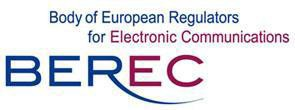 Body of European Regulators
for Electronic Communications
BEREC